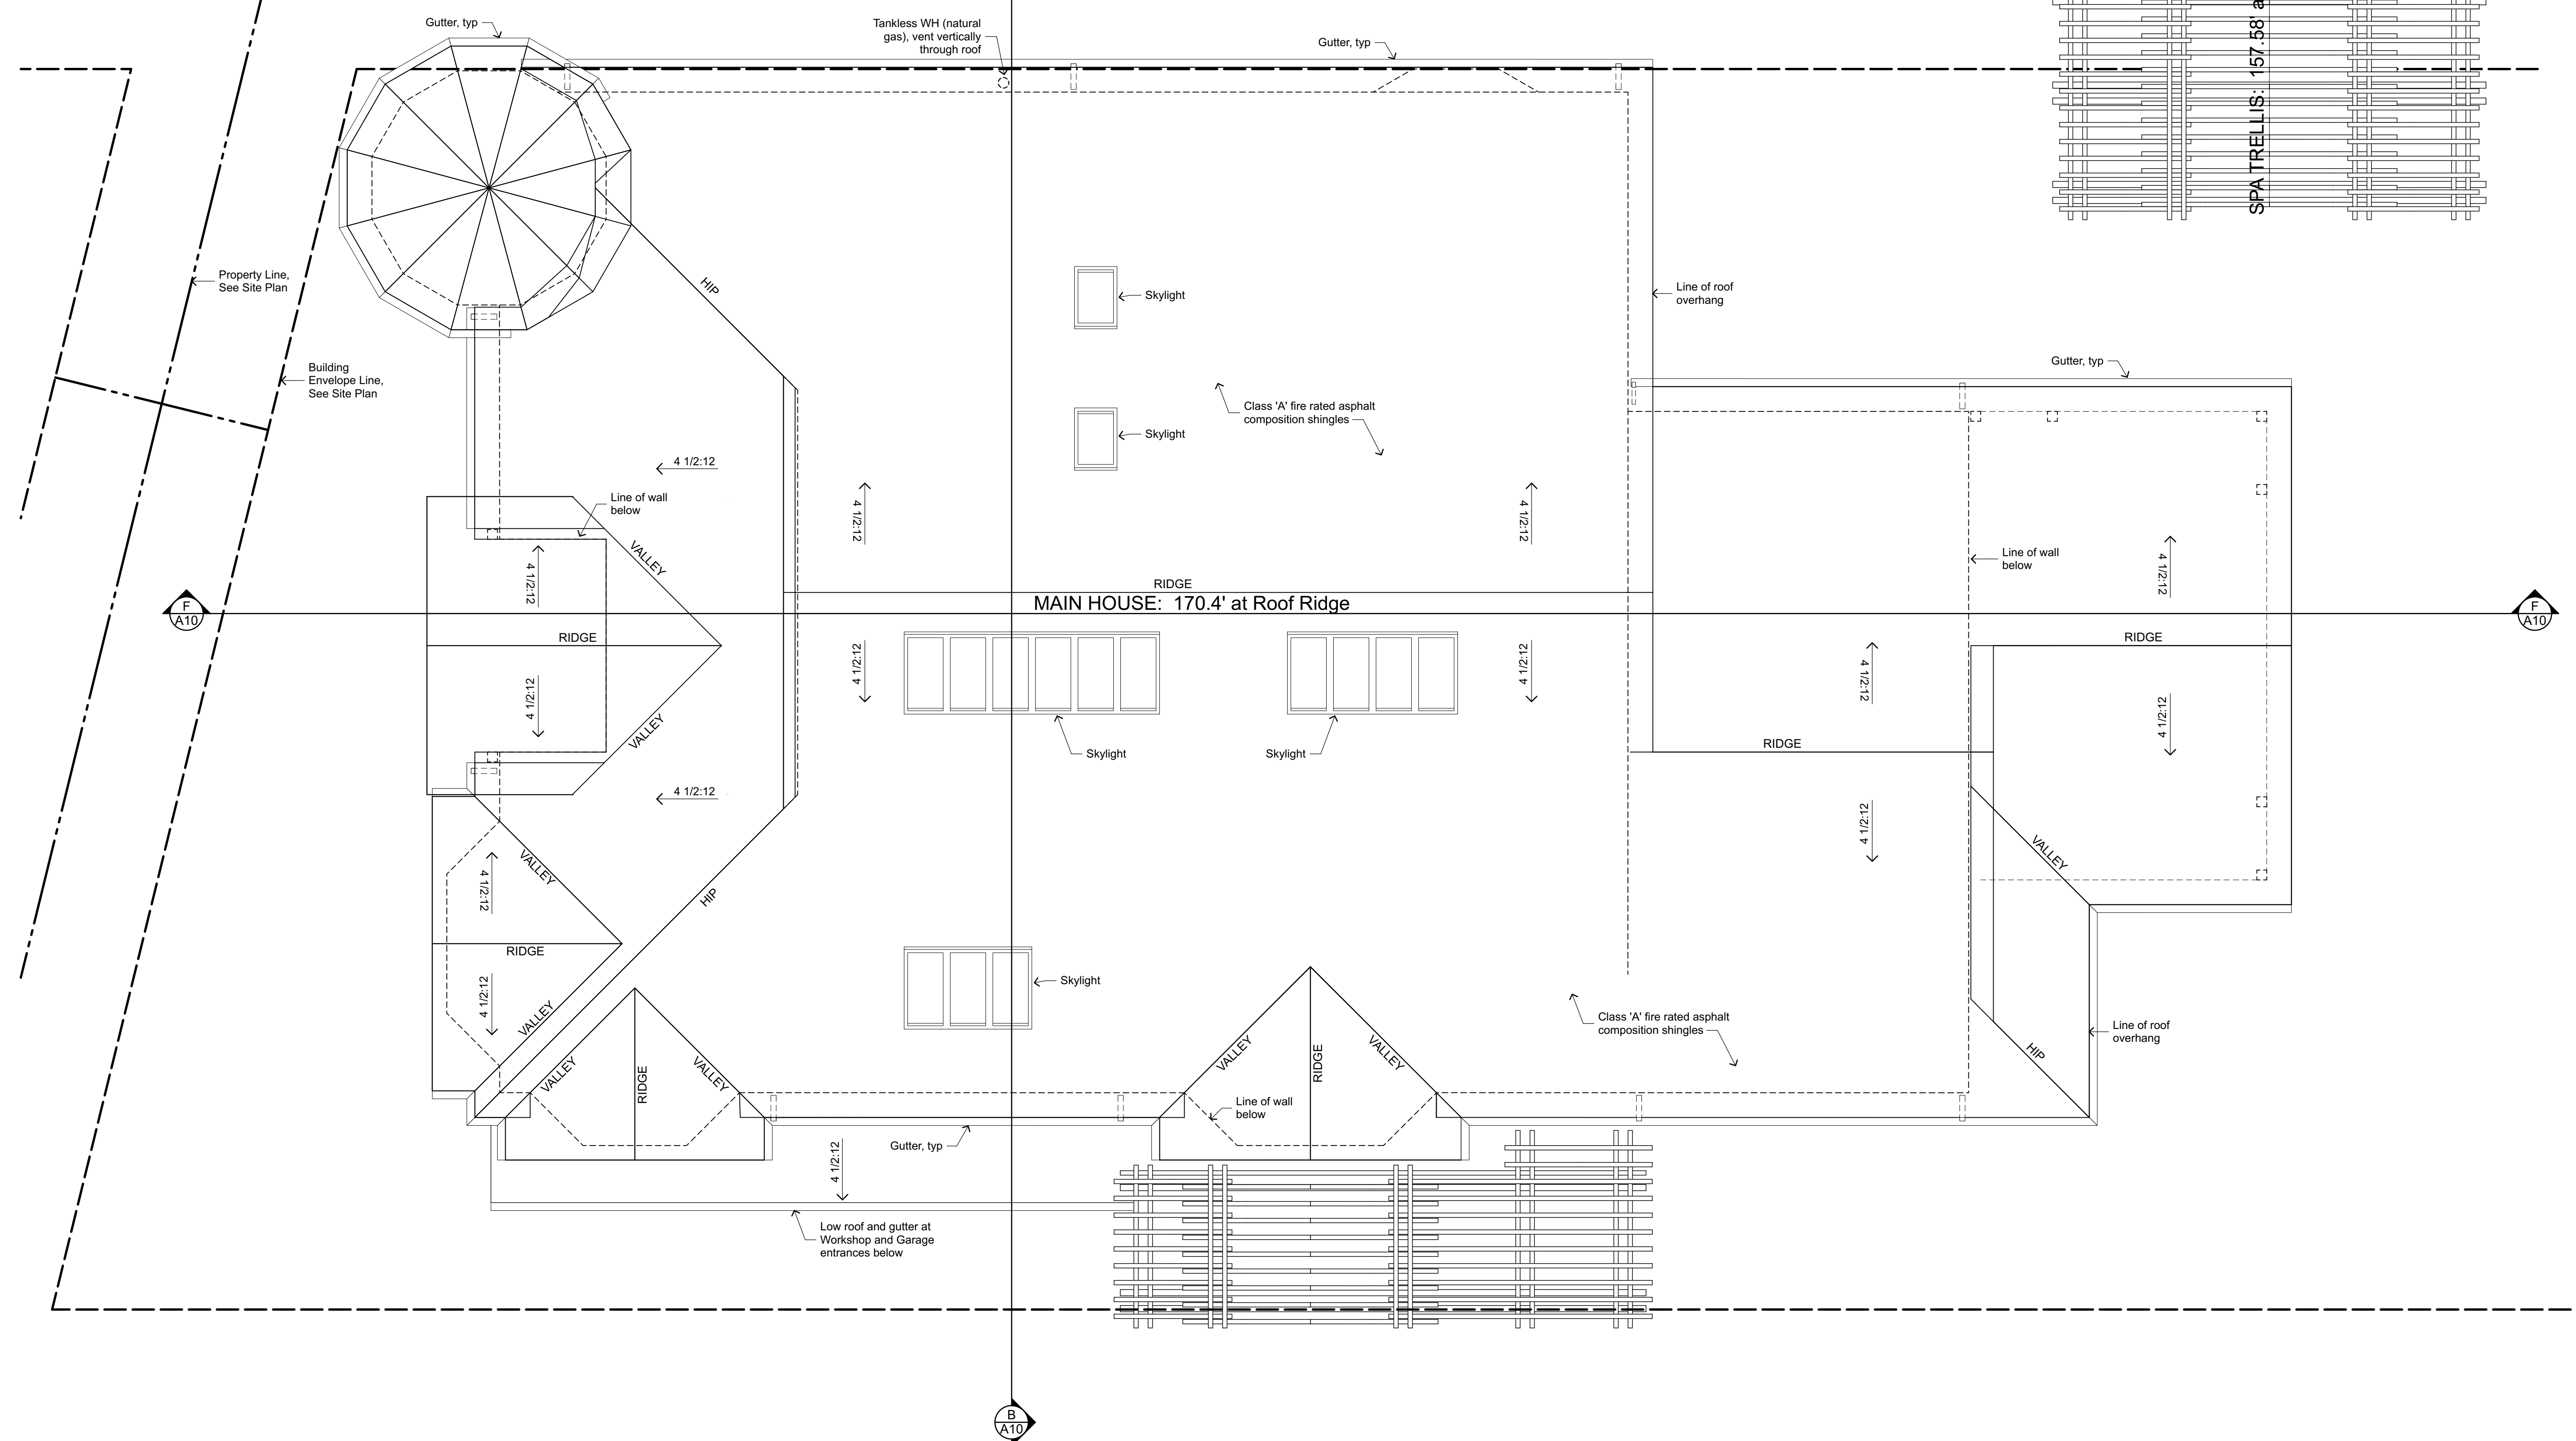 Gutter, typ
Tankless WH (natural
gas), vent vertically
through roof
Gutter, typ
SPA TRELLIS: 157.58' a
Property Line,
See Site Plan
Skylight
HIP
Line of roof
overhang
Building
Envelope Line,
See Site Plan
Gutter, typ
Class 'A' fire rated asphalt
composition shingles
Skylight
4 1/2:12
Line of wall
below
4 1/2:12
4 1/2:12
VALLEY
4 1/2:12
Line of wall
below
4 1/2:12
RIDGE
MAIN HOUSE: 170.4' at Roof Ridge
F
A10
F
A10
RIDGE
RIDGE
4 1/2:12
4 1/2:12
4 1/2:12
4 1/2:12
4 1/2:12
VALLEY
Skylight
Skylight
RIDGE
4 1/2:12
4 1/2:12
VALLEY
VALLEY
4 1/2:12
HIP
RIDGE
Skylight
4 1/2:12
VALLEY
Class 'A' fire rated asphalt
composition shingles
Line of roof
overhang
HIP
VALLEY
RIDGE
VALLEY
VALLEY
RIDGE
VALLEY
Line of wall
below
Gutter, typ
4 1/2:12
Low roof and gutter at
Workshop and Garage
entrances below
B
A10